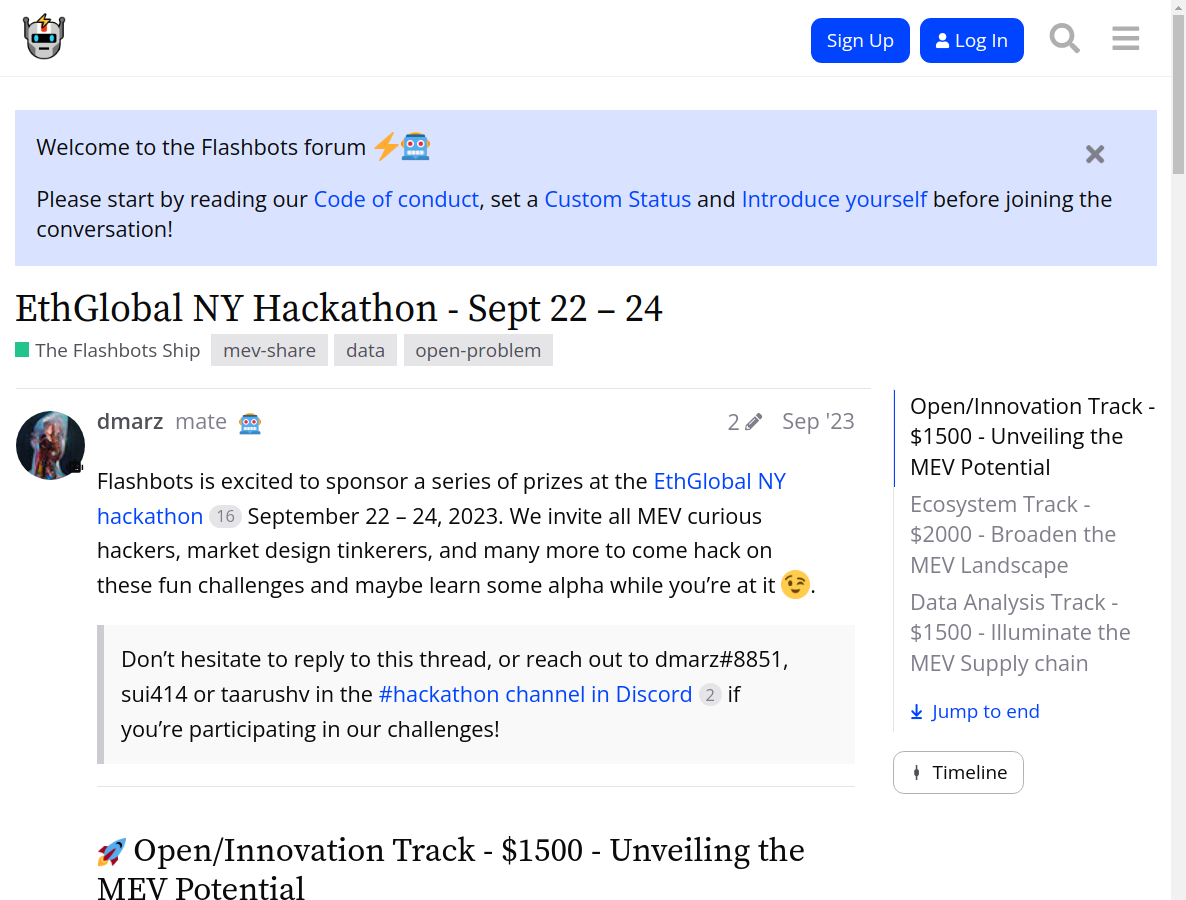 Sign Up
Log In
Welcome to the Flashbots forum
Please start by reading our Code of conduct, set a Custom Status and Introduce yourself before joining the
conversation!
EthGlobal NY Hackathon - Sept 22 – 24
The Flashbots Ship mev-share data open-problem
dmarz mate 2 Sep '23
Flashbots is excited to sponsor a series of prizes at the EthGlobal NY
hackathon 16 September 22 – 24, 2023. We invite all MEV curious
hackers, market design tinkerers, and many more to come hack on
these fun challenges and maybe learn some alpha while you’re at it 😉.
Don’t hesitate to reply to this thread, or reach out to dmarz#8851,
sui414 or taarushv in the #hackathon channel in Discord 2 if
you’re participating in our challenges!
Open/Innovation Track - $1500 - Unveiling the
MEV Potential
Open/Innovation Track -
$1500 - Unveiling the
MEV Potential
Ecosystem Track -
$2000 - Broaden the
MEV Landscape
Data Analysis Track -
$1500 - Illuminate the
MEV Supply chain
Jump to end
Timeline